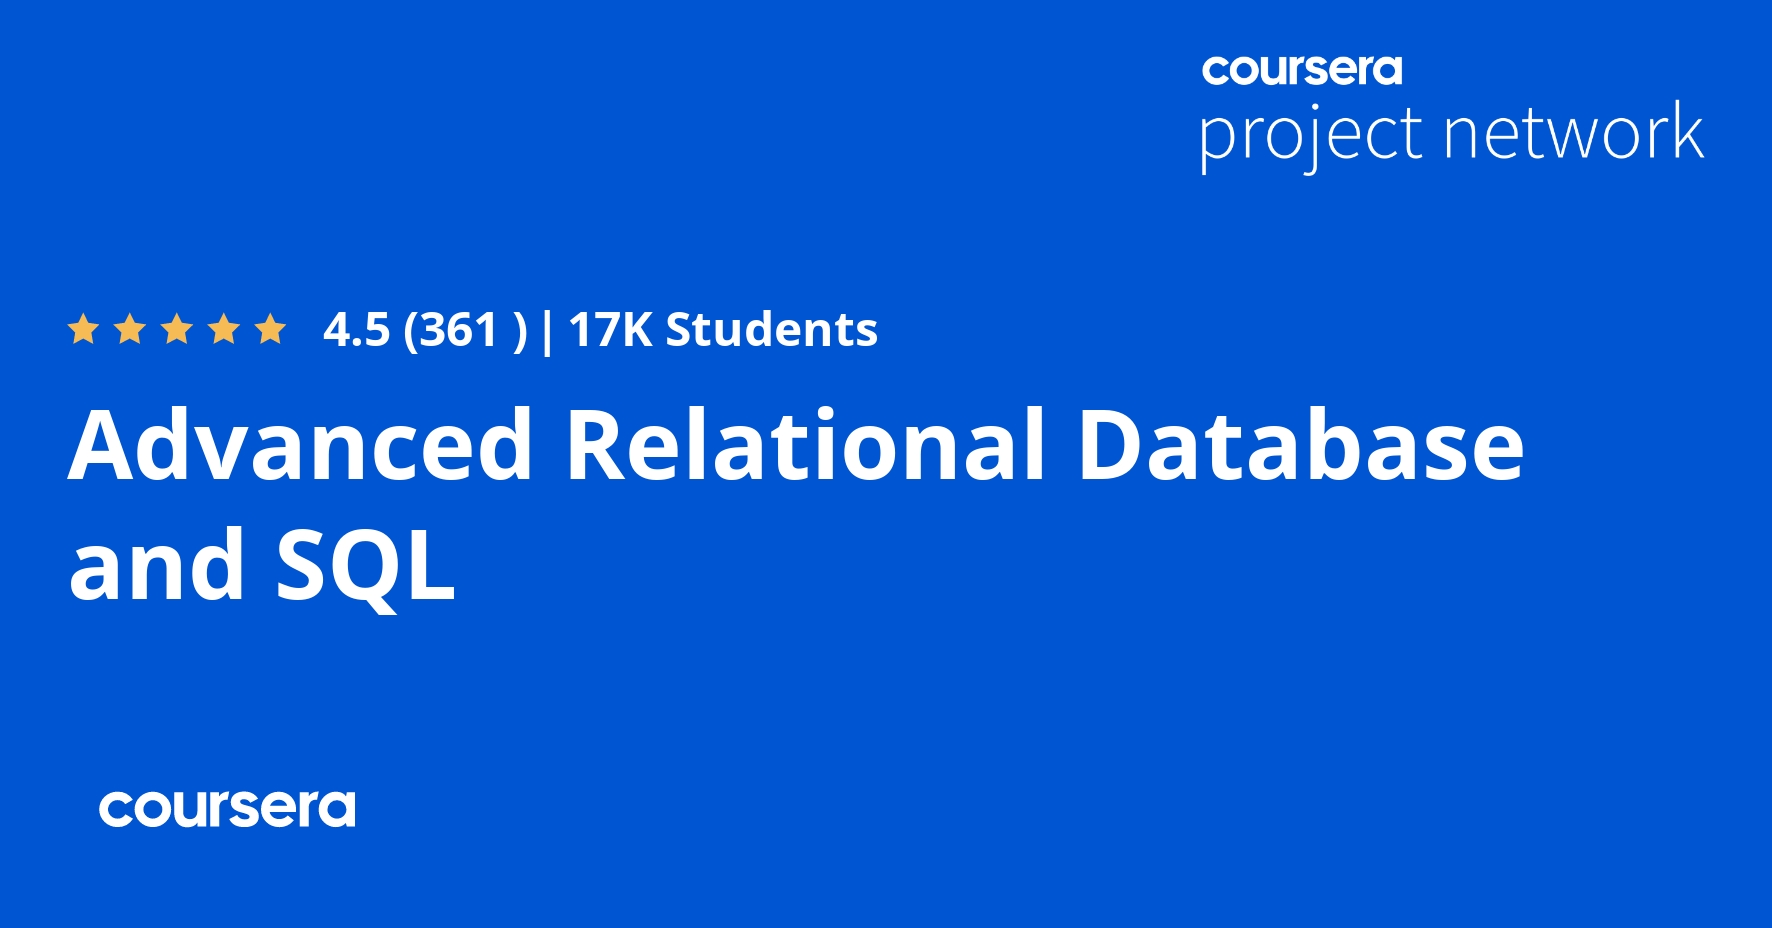 coursera
project network
4.5 (361 ) | 17K Students
Advanced Relational Database
and SQL
coursera